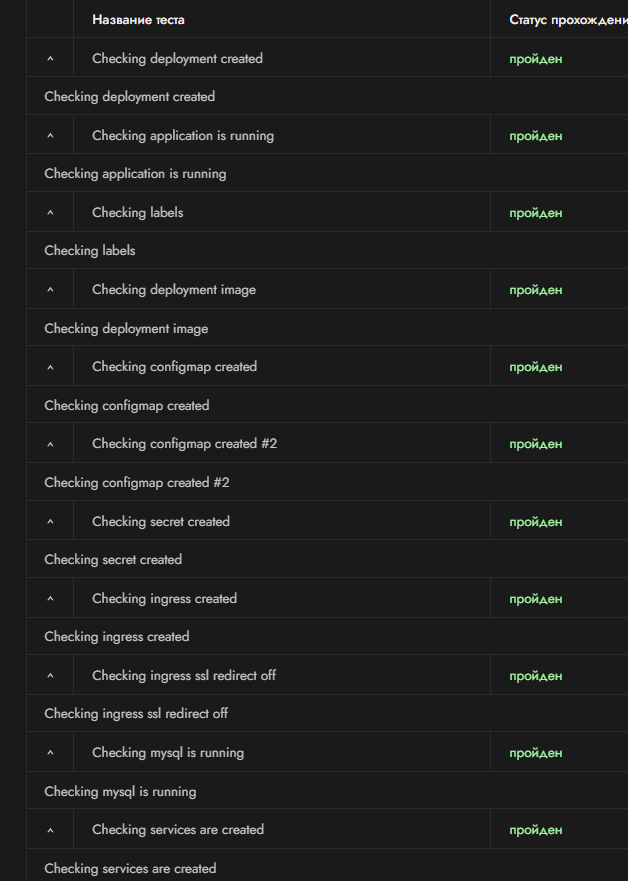 Название теста Статус прохождени
Checking deployment created пройден
Checking deployment created
Checking application is running пройден
Checking application is running
Checking labels пройден
Checking labels
Checking deployment image пройден
Checking deployment image
Checking configmap created пройден
Checking configmap created
Checking configmap created #2 пройден
Checking configmap created #2
Checking secret created пройден
Checking secret created
Checking ingress created пройден
Checking ingress created
Checking ingress ssl redirect off пройден
Checking ingress ssl redirect off
Checking mysql is running пройден
Checking mysql is running
Checking services are created пройден
Checking services are created